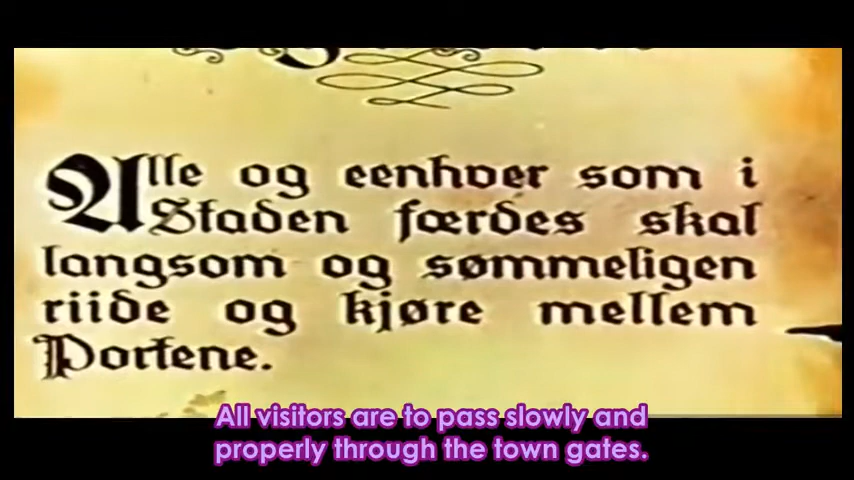 Alle og eenhver som i
Staden færdes skal
langsom og sømmeligen
riide og kjøre mellem
Portene.
All visitors are to pass slowly and
properly through the town gates.